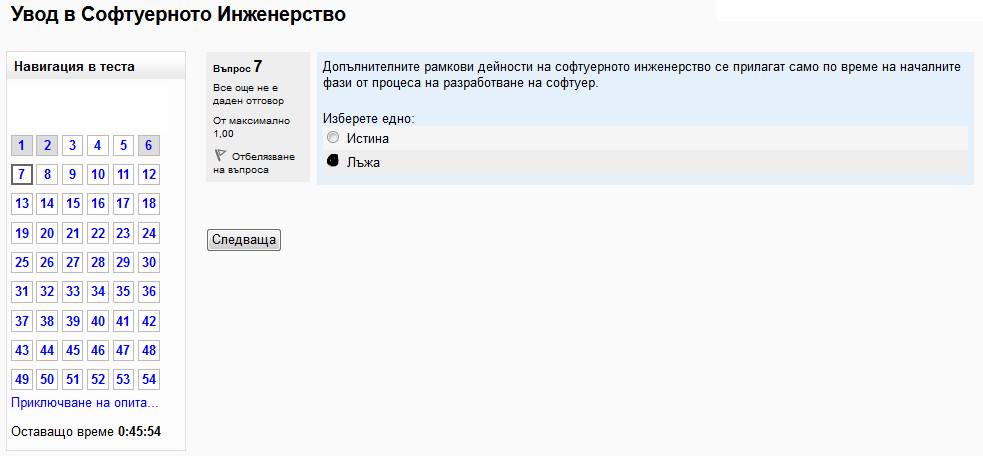 Увод в Софтуерното Инженерство
Навигация в теста
1 2 3 4 5 6
7 8 9 10 11 12
13 14 15 16 17 18
19 20 21 22 23 24
25 26 27 28 29 30
31 32 33 34 35 36
37 38 39 40 41 42
43 44 45 46 47 48
49 50 51 52 53 54
Приключване на опита...
Оставащо време 0:45:54
Въпрос 7
Все още не е
даден отговор
От максимално
1,00
Отбелязване
на въпроса
Допълнителните рамкови дейности на софтуерното инженерство се прилагат само по време на началните
фази от процеса на разработване на софтуер.
Изберете едно:
Истина
Лъжа
Следваща